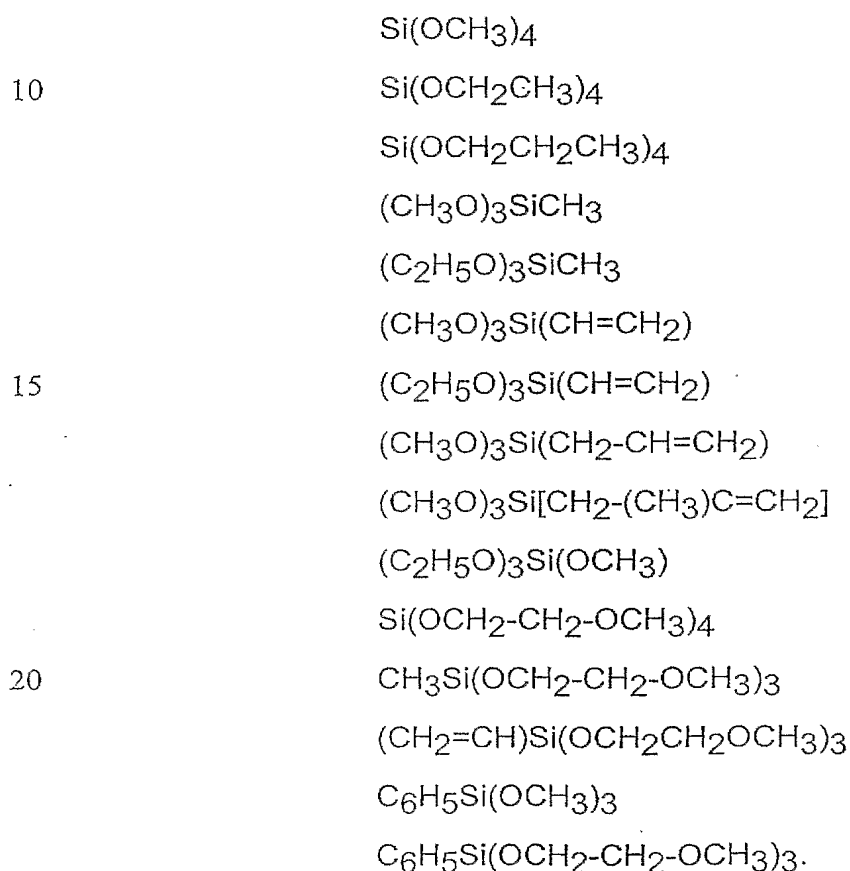 Si(OCH3)4
10 Si(OCH2CH3)4
Si(OCH2CH2CH3)4
(CH3O)3SiCH3
(C2H5O)3SiCH3
(CH3O)3Si(CH=CH2)
15 (C2H5O)3Si(CH=CH2)
(CH3O)3Si(CH2-CH=CH2)
(CH3O)3Si[CH2-(CH3)C=CH2]
(C2H5O)3Si(OCH3)
Si(OCH2-CH2-OCH3)4
20 CH3Si(OCH2-CH2-OCH3)3
(CH2=CH)Si(OCH2CH2OCH3)3
C6H5Si(OCH3)3
C6H5Si(OCH2-CH2-OCH3)3.